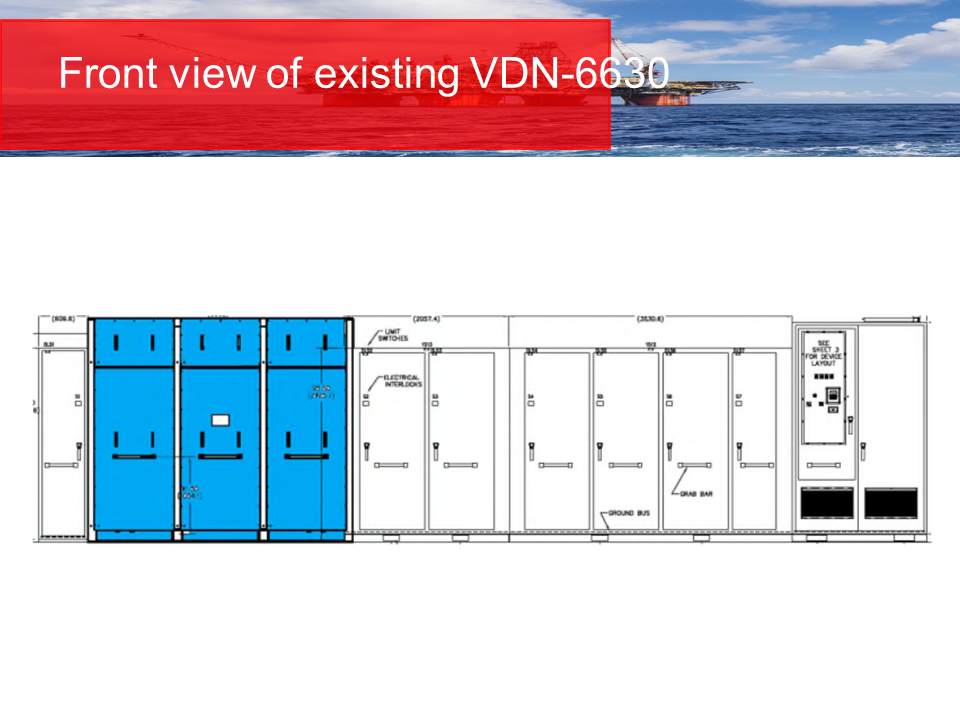 Front view of existing VDN-6630
(609.6)
(2057.4)
(3530.6)
LIMIT
SWITCHES
ELECTRICAL
INTERLOCKS
SEE
SHEET 3
FOR DEVICE
LAYOUT
S1
S2
S3
S4
S5
S6
S7
GRAB BAR
GROUND BUS